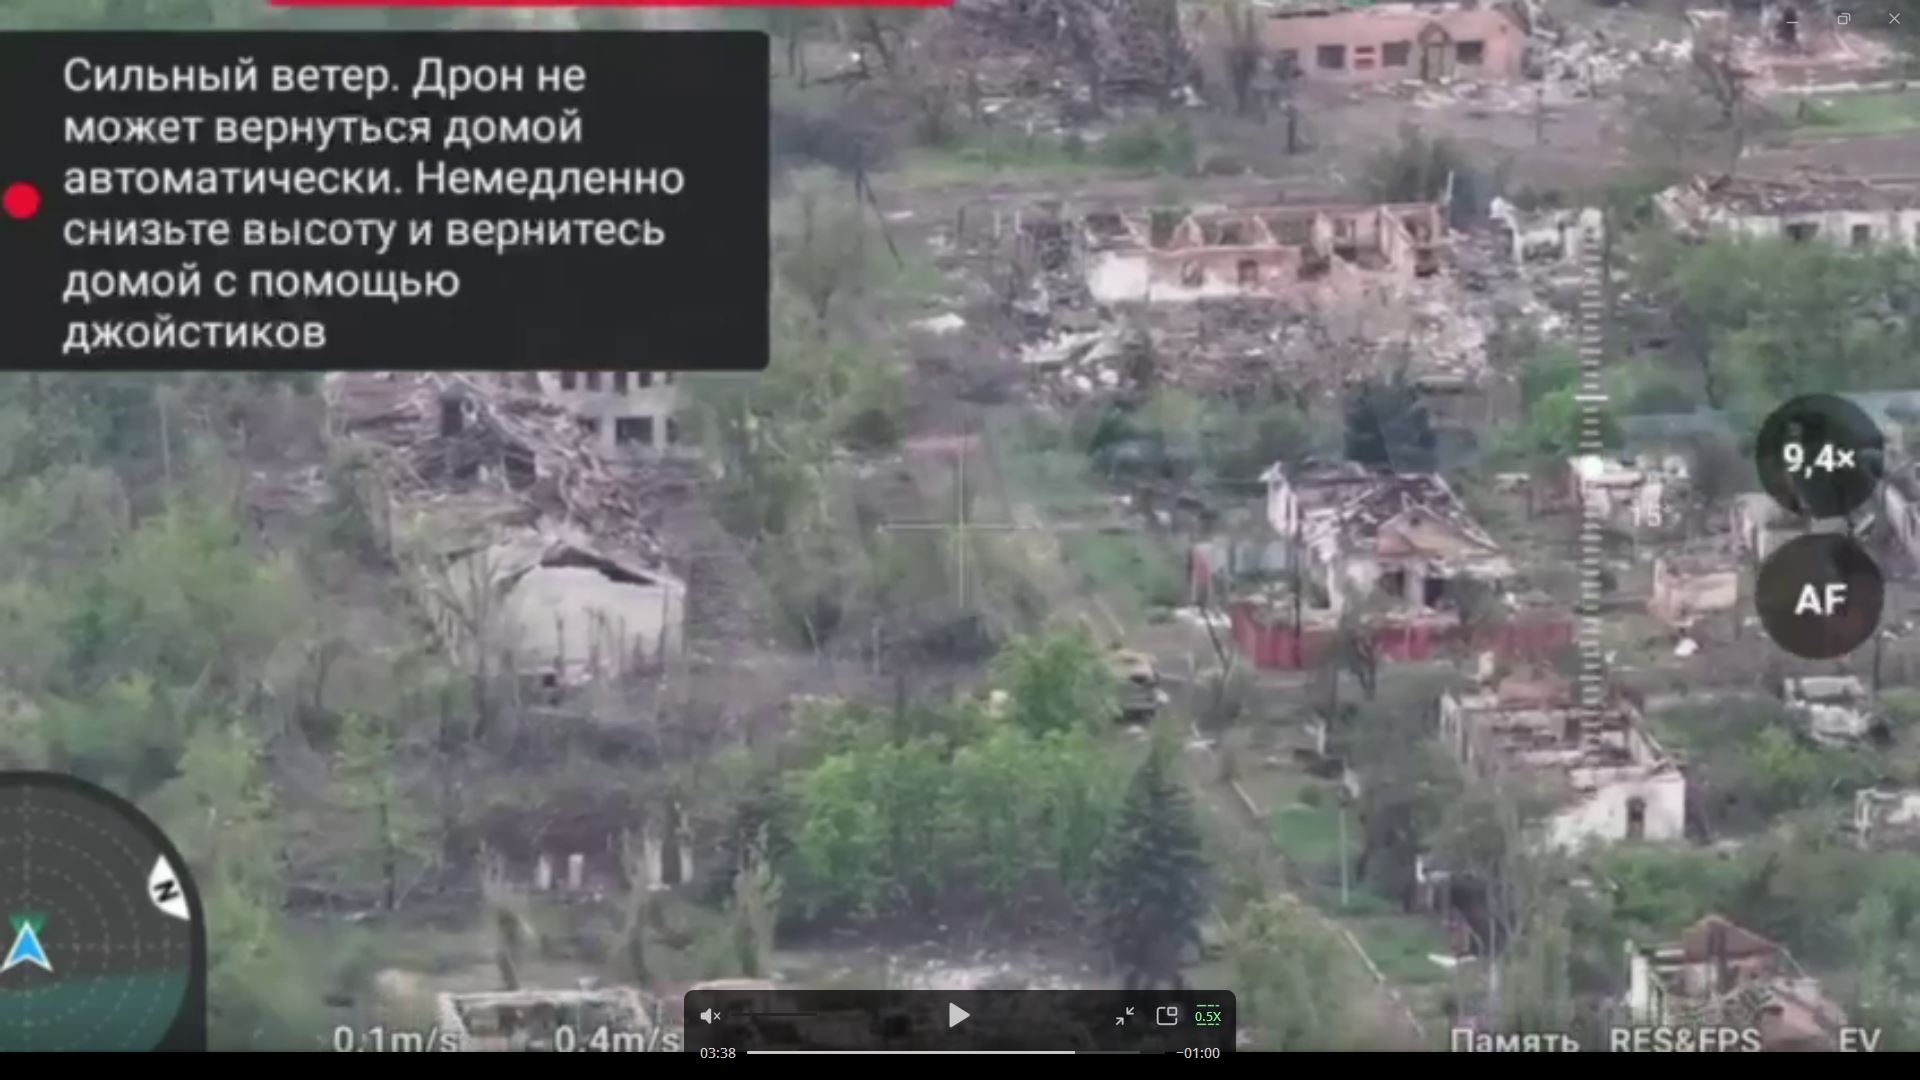 Сильный ветер. Дрон не
может вернуться домой
автоматически. Немедленно
снизьте высоту и вернитесь
домой с помощью
джойстиков
9,4×
15°
AF
N
0.1m/s
0.4m/s
Память
RES&FPS
EV
0.5X
03:38
−01:00